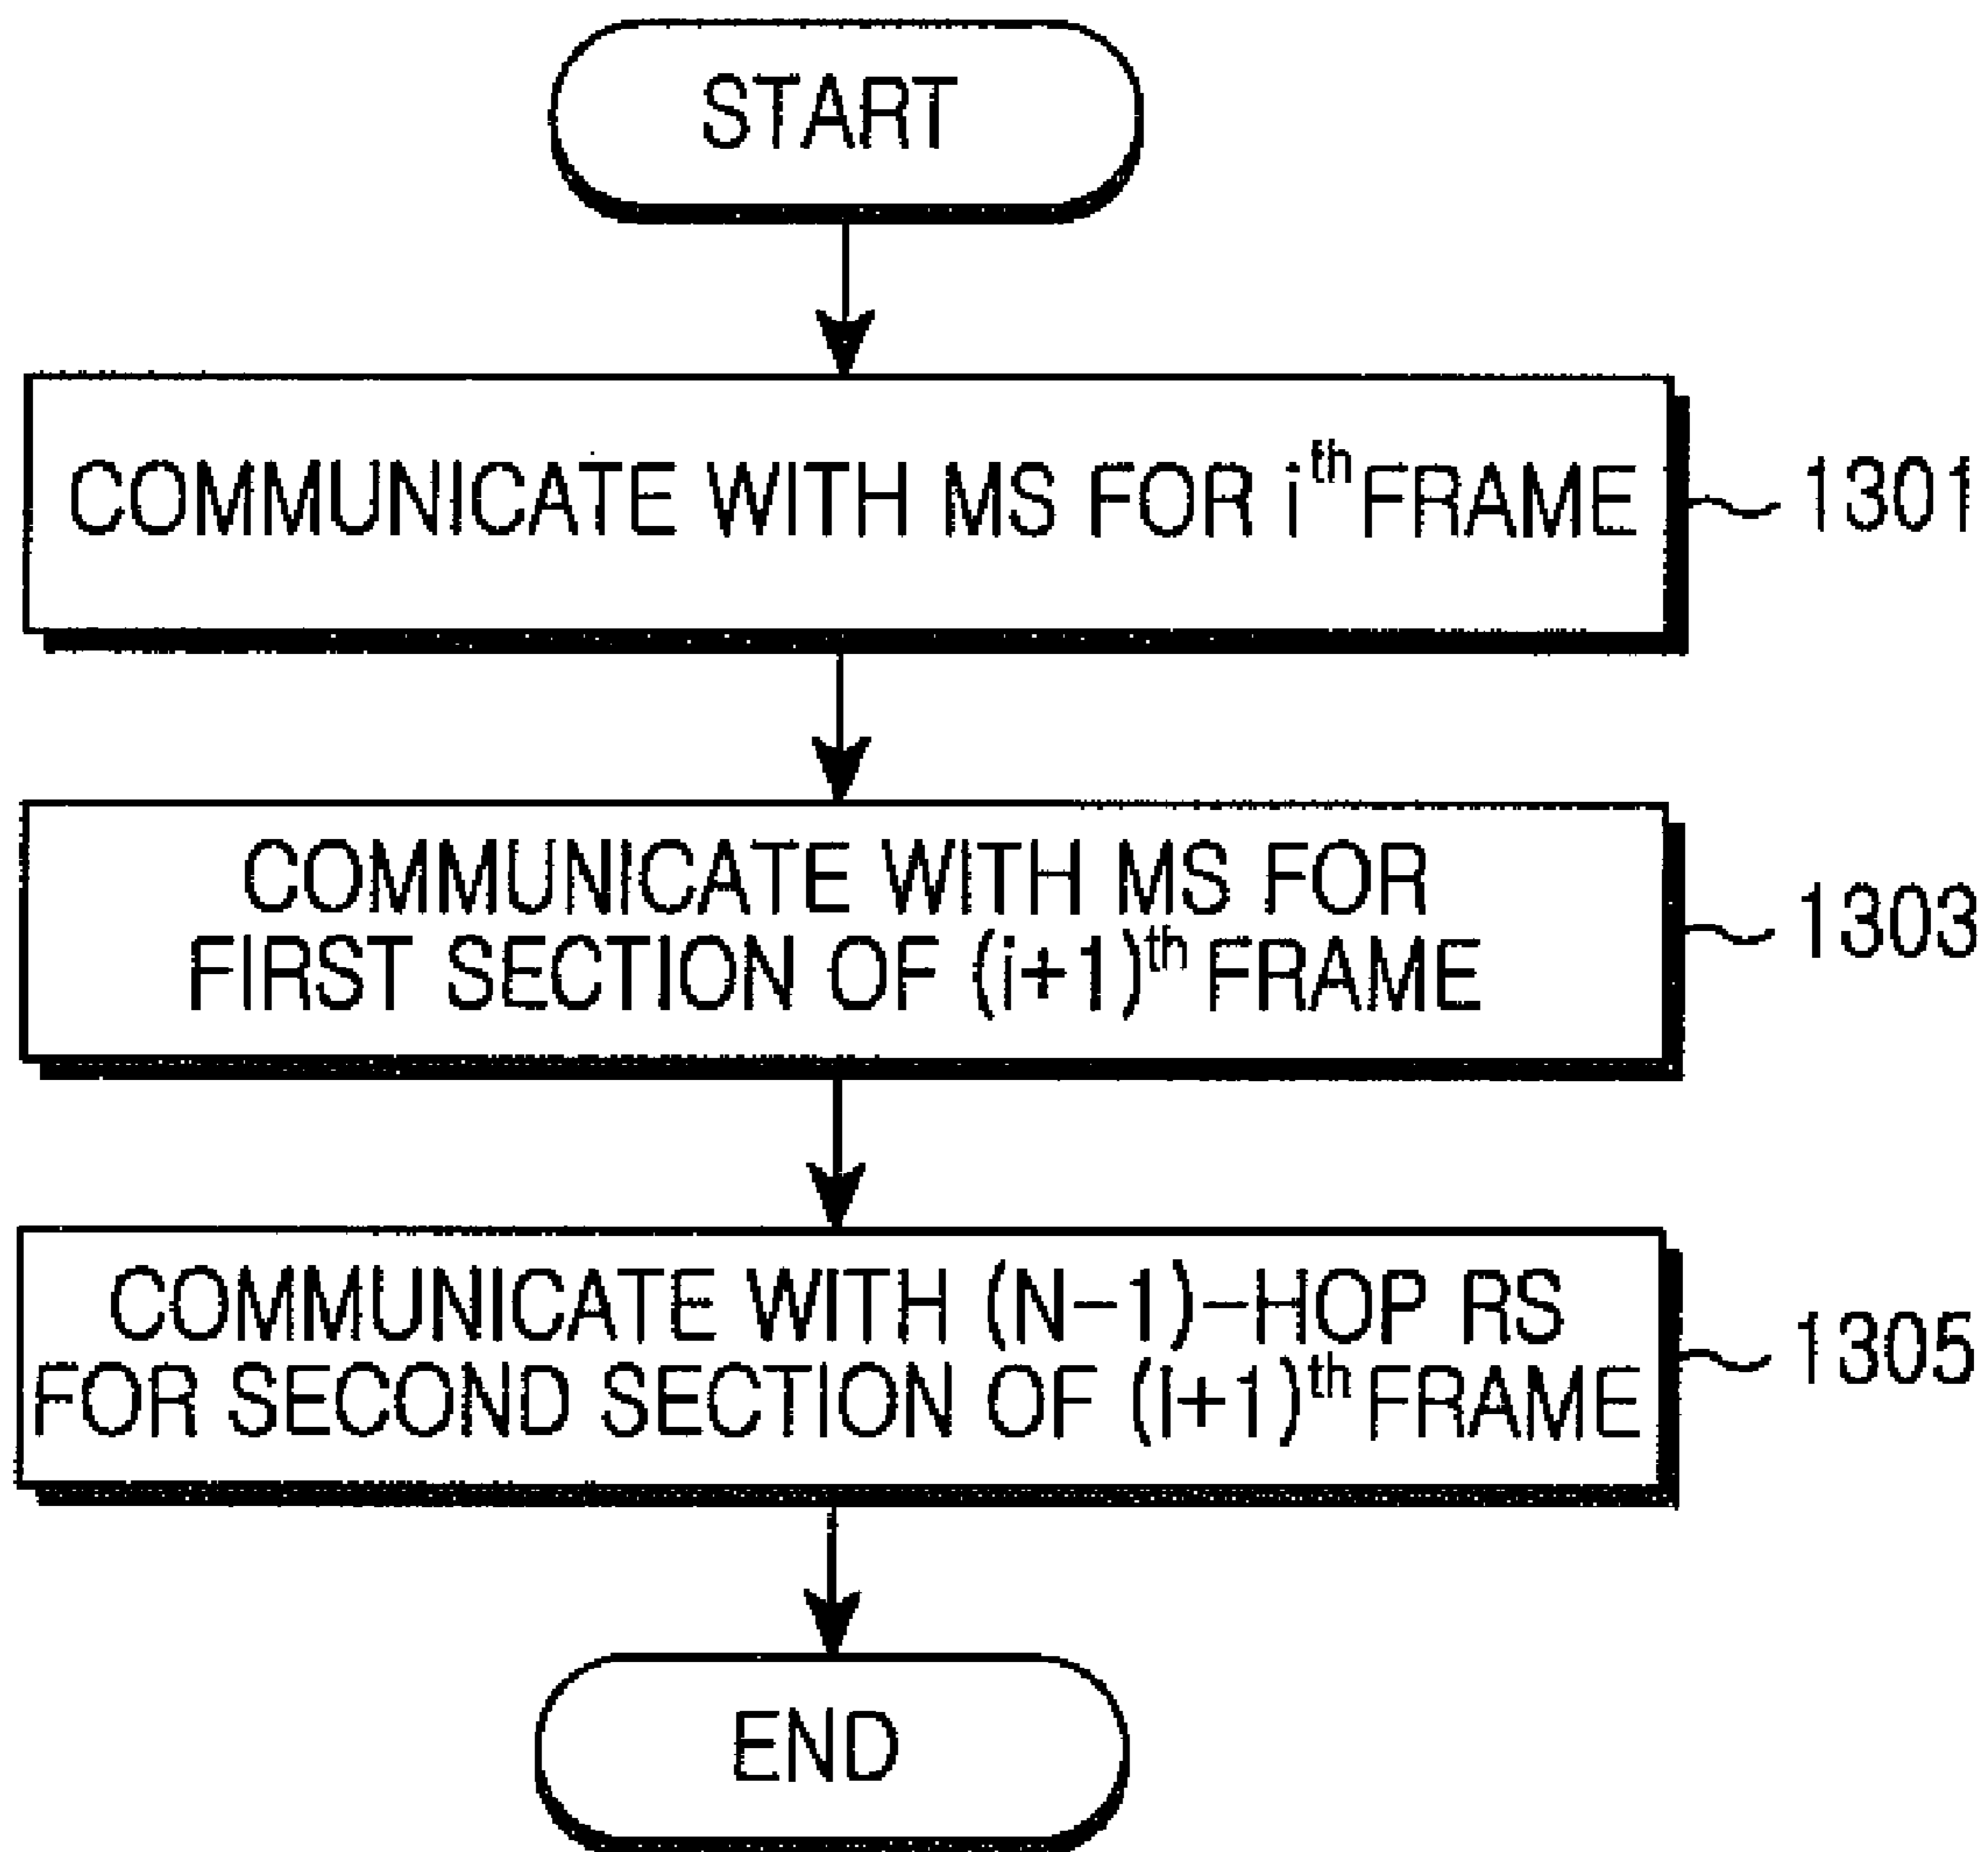 START
COMMUNICATE WITH MS FOR i^th FRAME
1301
COMMUNICATE WITH MS FOR
FIRST SECTION OF (i+1)^th FRAME
1303
COMMUNICATE WITH (N-1)-HOP RS
FOR SECOND SECTION OF (i+1)^th FRAME
1305
END